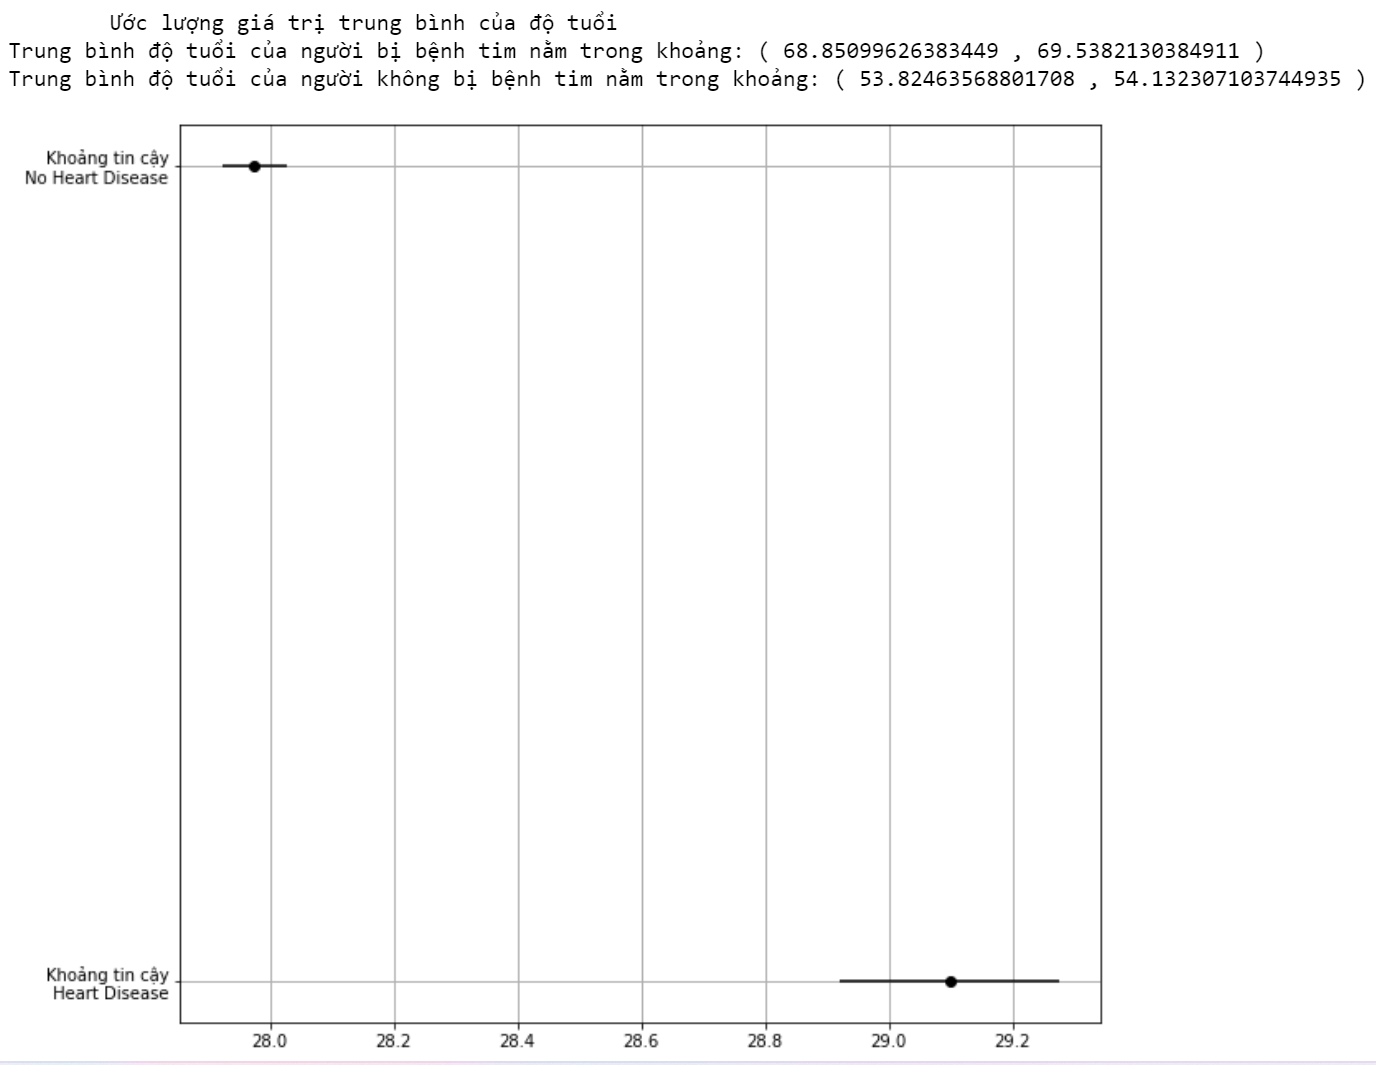 Ước lượng giá trị trung bình của độ tuổi
Trung bình độ tuổi của người bị bệnh tim nằm trong khoảng: ( 68.85099626383449 , 69.5382130384911 )
Trung bình độ tuổi của người không bị bệnh tim nằm trong khoảng: ( 53.82463568801708 , 54.132307103744935 )
Khoảng tin cậy
No Heart Disease
Khoảng tin cậy
Heart Disease
28.0 28.2 28.4 28.6 28.8 29.0 29.2